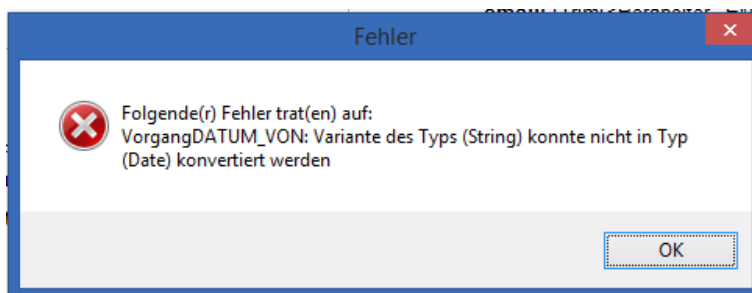 Fehler
Folgende(r) Fehler trat(en) auf:
VorgangDATUM_VON: Variante des Typs (String) konnte nicht in Typ
(Date) konvertiert werden
OK